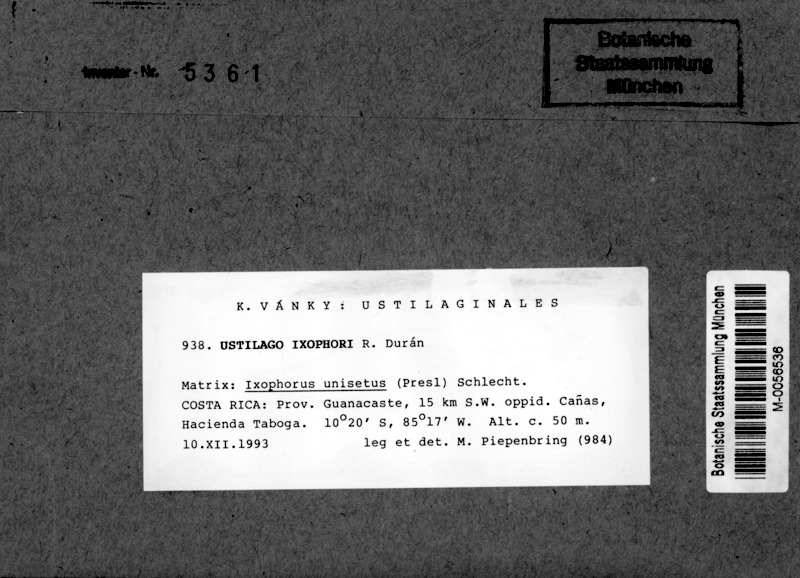 Inventar-Nr. 5361
Botanische
Staatssammlung
München
K. VÁNKY: USTILAGINALES
938. USTILAGO IXOPHORI R. Durán
Matrix: Ixophorus unisetus (Presl) Schlecht.
COSTA RICA: Prov. Guanacaste, 15 km S.W. oppid. Cañas,
Hacienda Taboga. 10°20' S, 85°17' W. Alt. c. 50 m.
10.XII.1993 leg et det. M. Piepenbring (984)
Botanische Staatssammlung München
M-0056536